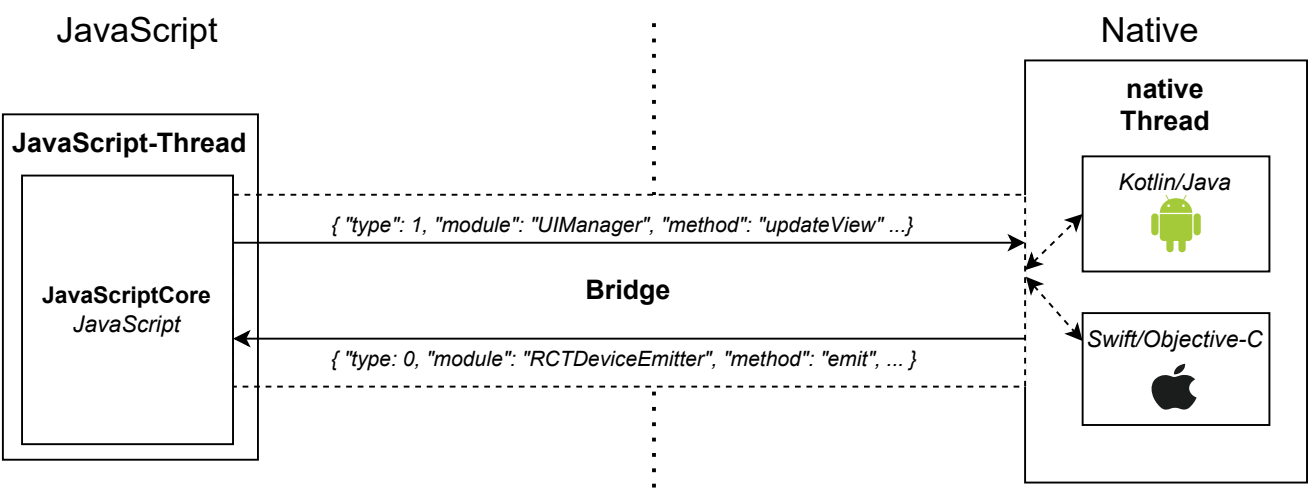 JavaScript
Native
native
Thread
JavaScript-Thread
Kotlin/Java
{ "type": 1, "module": "UIManager", "method": "updateView" ...}
Bridge
JavaScriptCore
JavaScript
Swift/Objective-C
{ "type: 0, "module": "RCTDeviceEmitter", "method": "emit", ... }